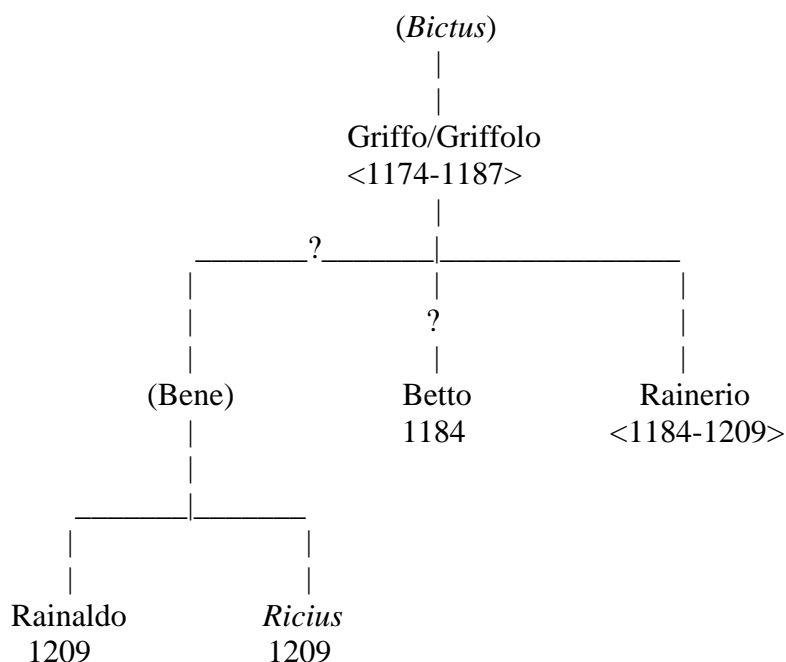 (Bictus)
Griffo/Griffolo
<1174-1187>
?
?
(Bene) Betto Rainerio
1184 <1184-1209>
Rainaldo Ricius
1209 1209